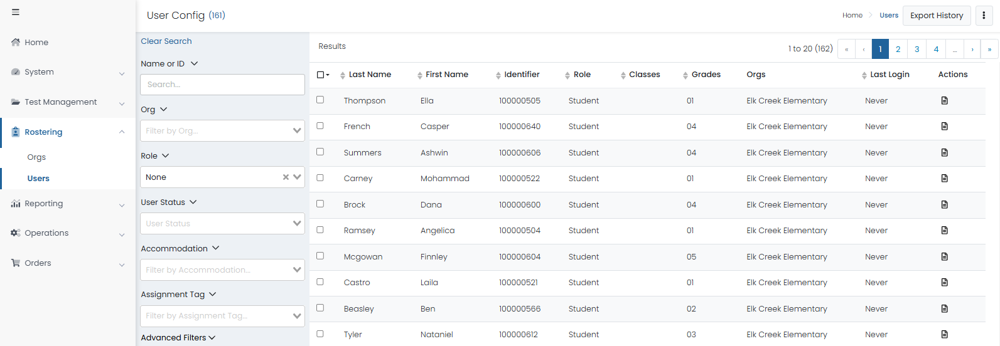 User Config (161)
Home
Users
Export History
Home
System
Test Management
Rostering
Orgs
Users
Reporting
Operations
Orders
Clear Search
Name or ID
Search...
Org
Filter by Org...
Role
None
User Status
User Status
Accommodation
Filter by Accommodation...
Assignment Tag
Filter by Assignment Tag...
Advanced Filters
Results
1 to 20 (162) « ‹ 1 2 3 4 ... › »
Last Name First Name Identifier Role Classes Grades Orgs Last Login Actions
Thompson Ella 100000505 Student 01 Elk Creek Elementary Never
French Casper 100000640 Student 04 Elk Creek Elementary Never
Summers Ashwin 100000606 Student 04 Elk Creek Elementary Never
Carney Mohammad 100000522 Student 01 Elk Creek Elementary Never
Brock Dana 100000600 Student 04 Elk Creek Elementary Never
Ramsey Angelica 100000504 Student 01 Elk Creek Elementary Never
Mcgowan Finnley 100000604 Student 05 Elk Creek Elementary Never
Castro Laila 100000521 Student 01 Elk Creek Elementary Never
Beasley Ben 100000566 Student 02 Elk Creek Elementary Never
Tyler Nataniel 100000612 Student 03 Elk Creek Elementary Never